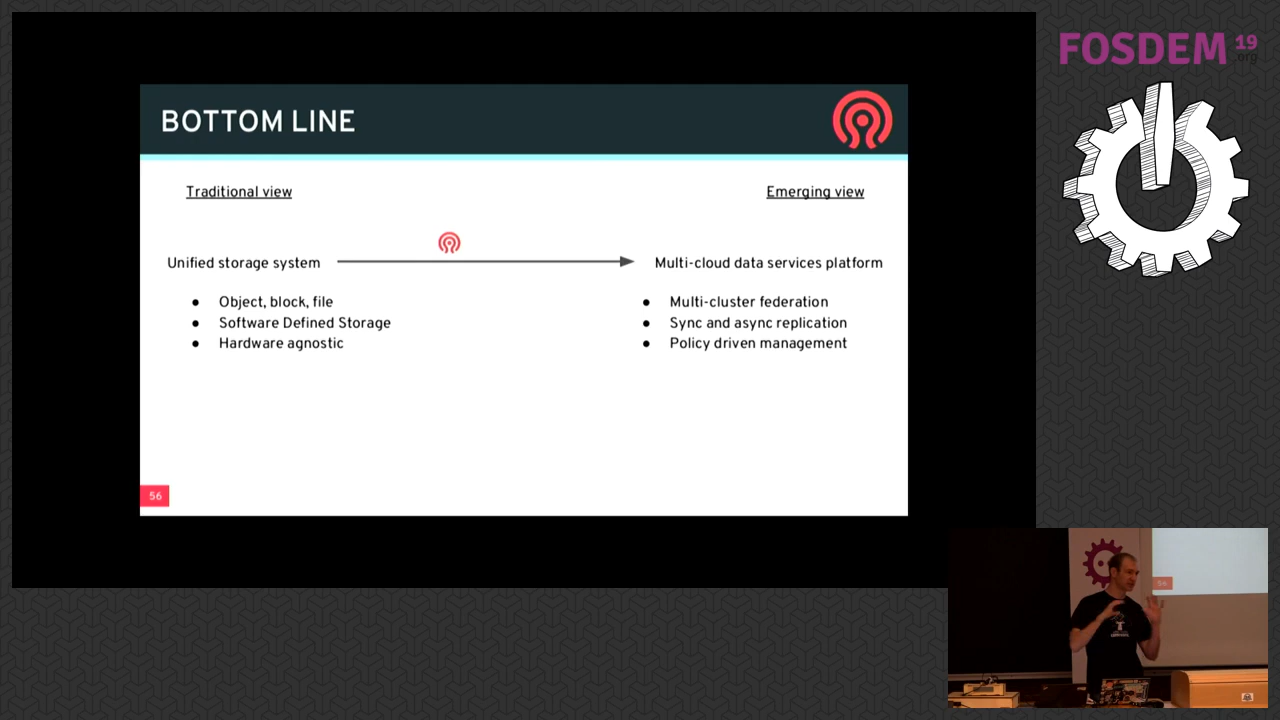 FOSDEM 19
.org
BOTTOM LINE
Traditional view
Emerging view
Unified storage system
Multi-cloud data services platform
● Object, block, file
● Software Defined Storage
● Hardware agnostic
● Multi-cluster federation
● Sync and async replication
● Policy driven management
56